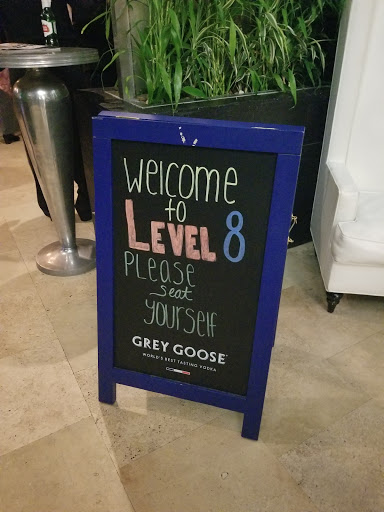 Welcome
to
LEVEL 8
PLease
seat
yourself
GREY GOOSE
WORLD'S BEST TASTING VODKA